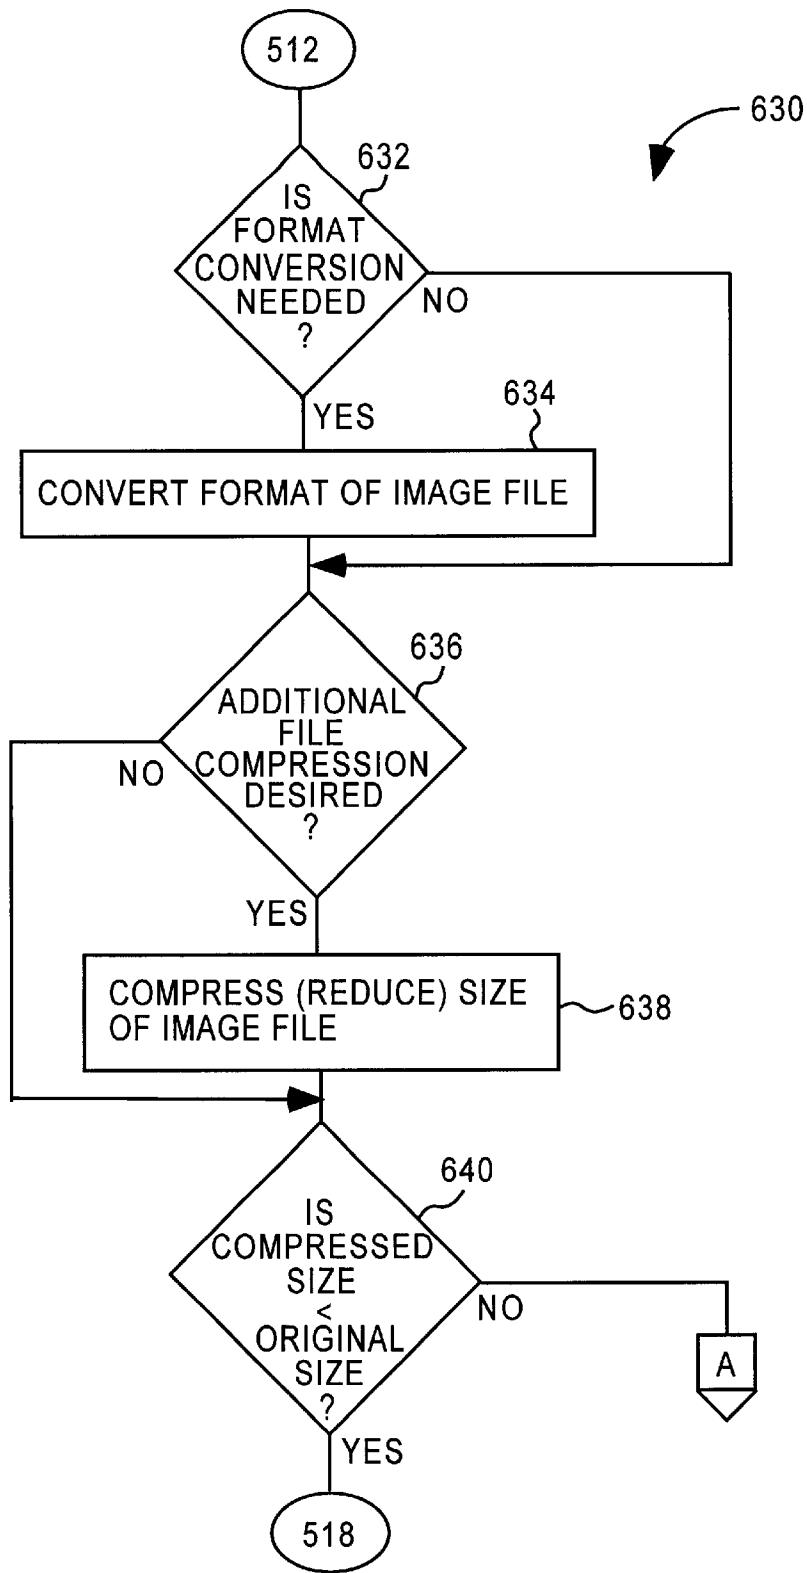 512
630
632
IS
FORMAT
CONVERSION
NEEDED
?
NO
YES
634
CONVERT FORMAT OF IMAGE FILE
636
ADDITIONAL
FILE
COMPRESSION
DESIRED
?
NO
YES
COMPRESS (REDUCE) SIZE
OF IMAGE FILE
638
640
IS
COMPRESSED
SIZE
<
ORIGINAL
SIZE
?
NO
A
YES
518